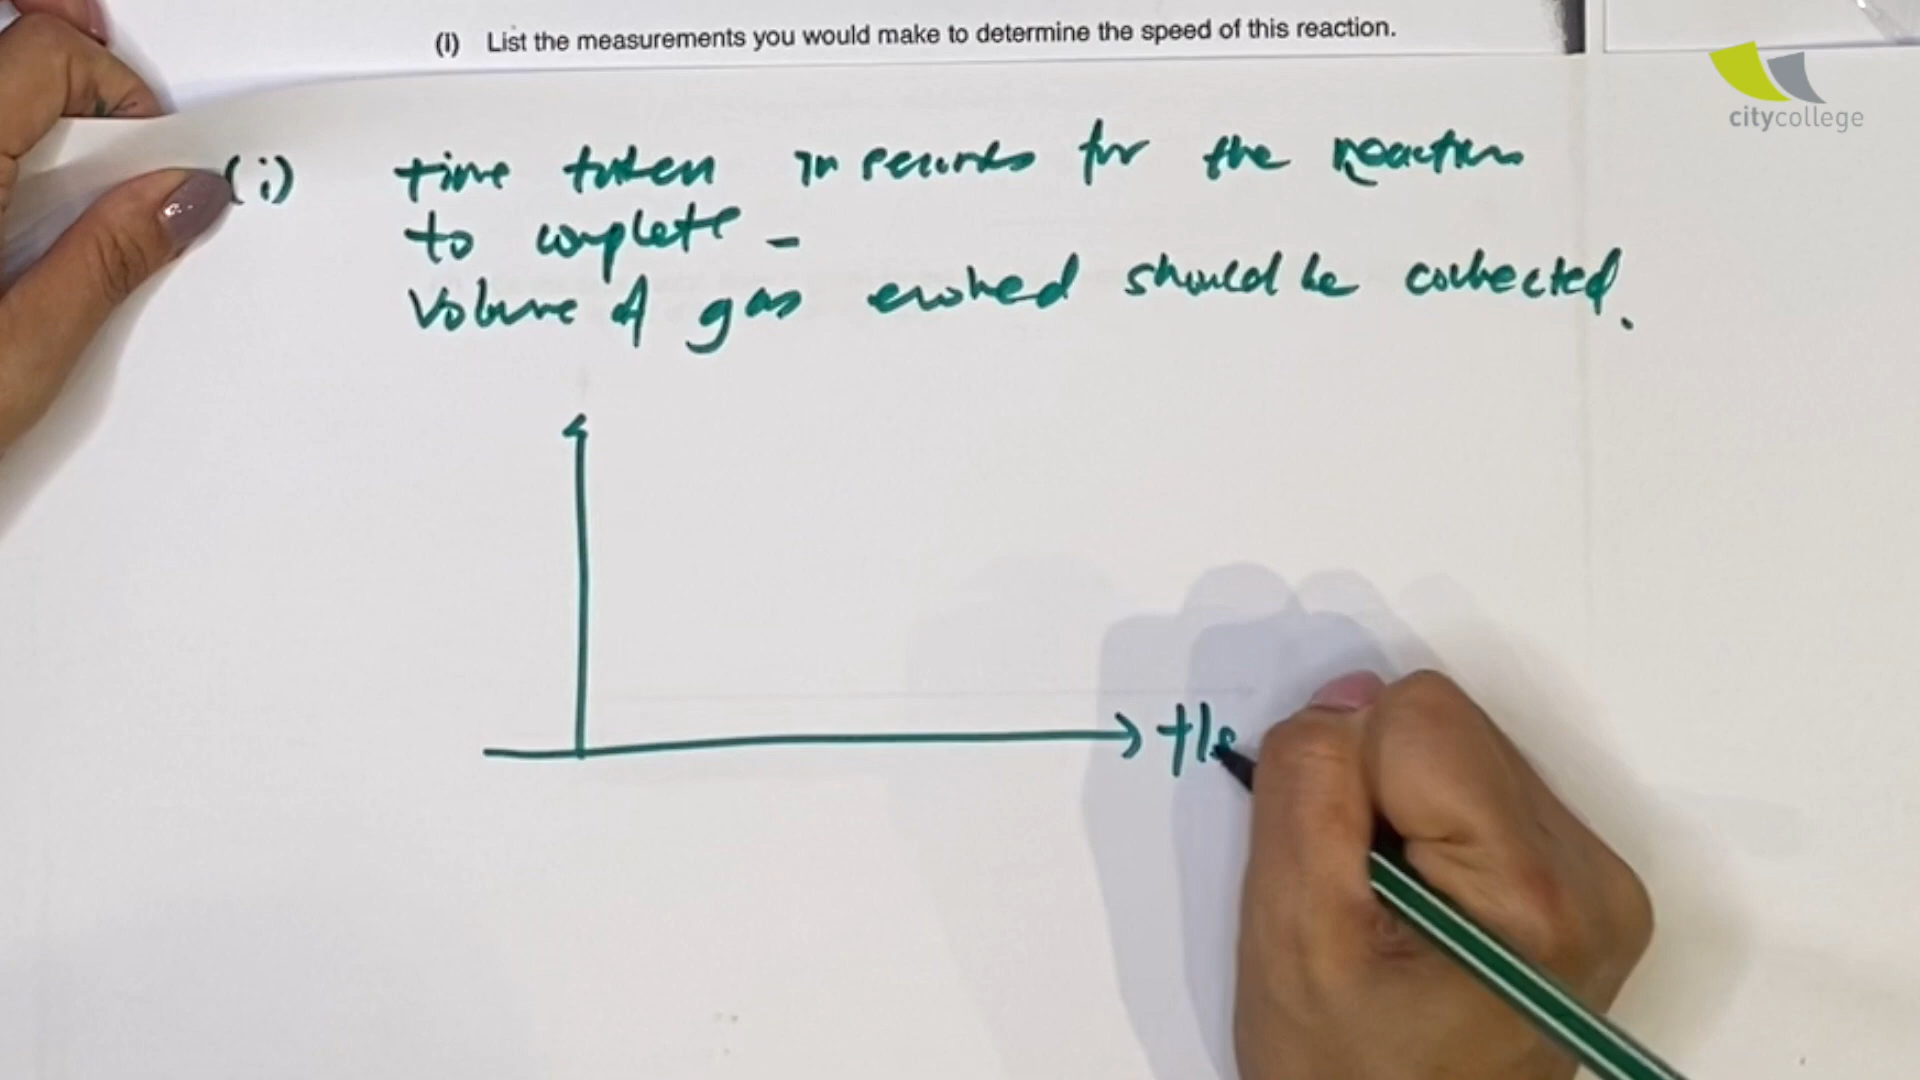 (i) List the measurements you would make to determine the speed of this reaction.
citycollege
(i) time taken in seconds for the reaction
to complete -
Volume of gas evolved should be collected.
t/s